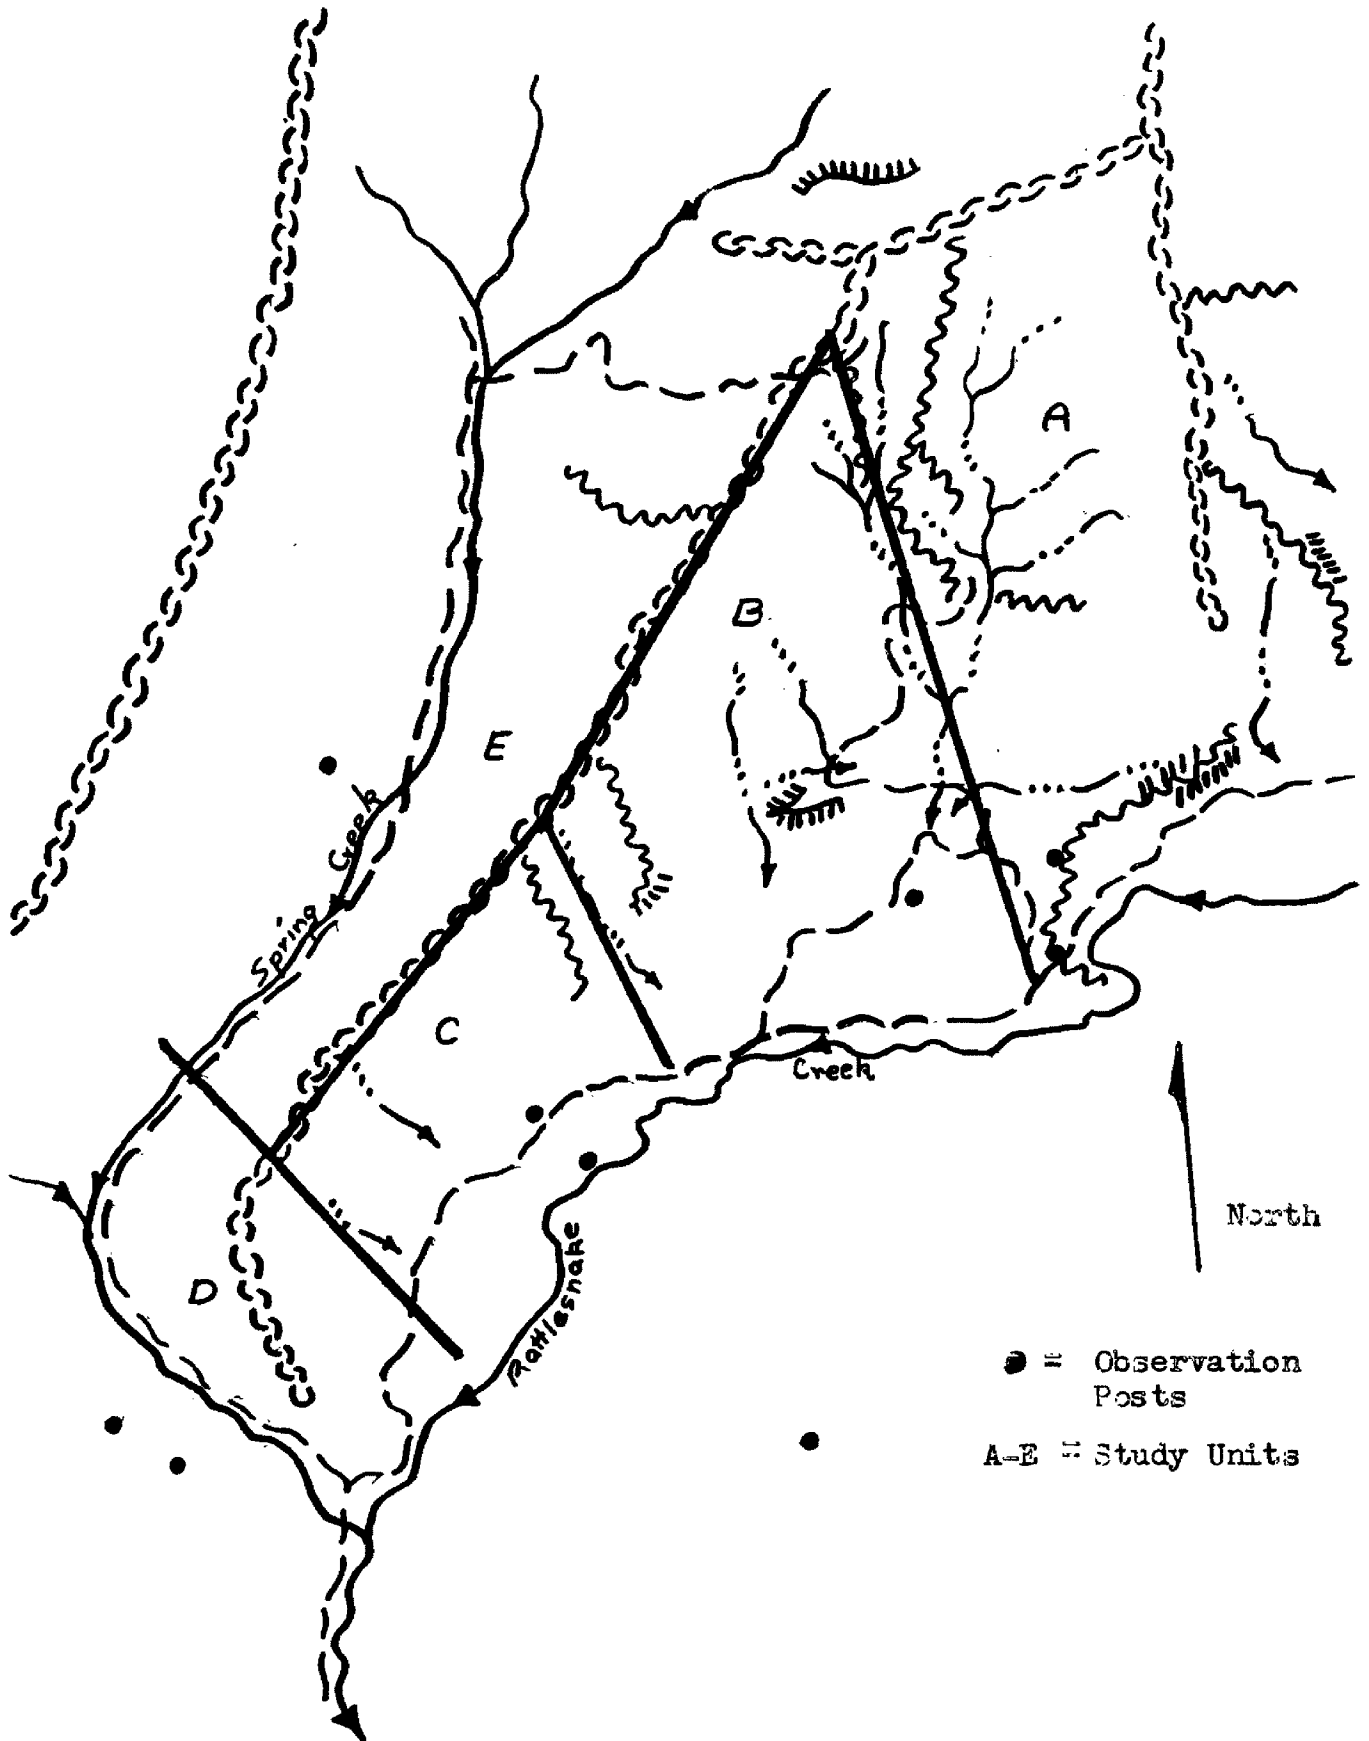 A
B
E
Spring Creek
C
Creek
Rattlesnake
D
North
● = Observation
Posts
A-E = Study Units